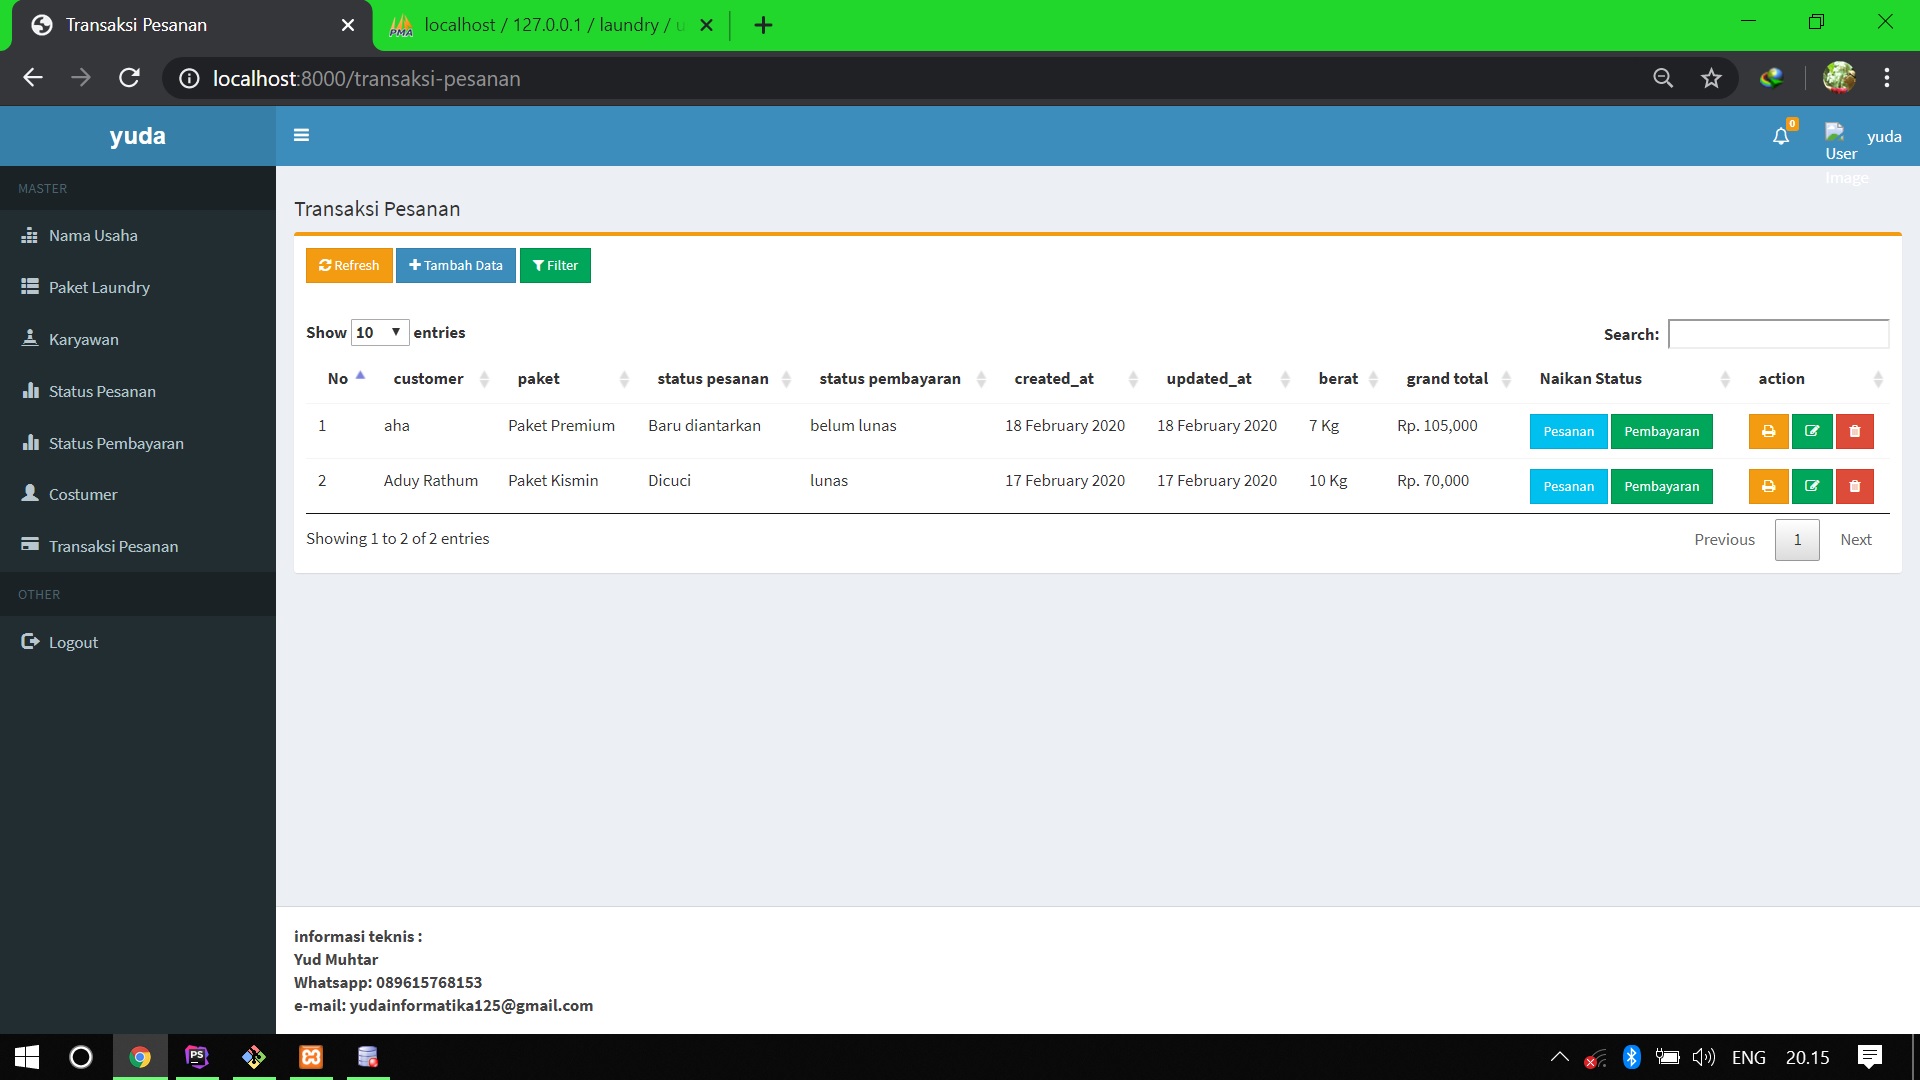 Transaksi Pesanan
localhost / 127.0.0.1 / laundry / u
localhost:8000/transaksi-pesanan
yuda
0
User Image
yuda
MASTER
Nama Usaha
Paket Laundry
Karyawan
Status Pesanan
Status Pembayaran
Costumer
Transaksi Pesanan
OTHER
Logout
Transaksi Pesanan
Refresh Tambah Data Filter
Show 10 entries
Search:
No customer paket status pesanan status pembayaran created_at updated_at berat grand total Naikan Status action
1 aha Paket Premium Baru diantarkan belum lunas 18 February 2020 18 February 2020 7 Kg Rp. 105,000 Pesanan Pembayaran
2 Aduy Rathum Paket Kismin Dicuci lunas 17 February 2020 17 February 2020 10 Kg Rp. 70,000 Pesanan Pembayaran
Showing 1 to 2 of 2 entries
Previous 1 Next
informasi teknis :
Yud Muhtar
Whatsapp: 089615768153
e-mail: yudainformatika125@gmail.com
ENG 20.15